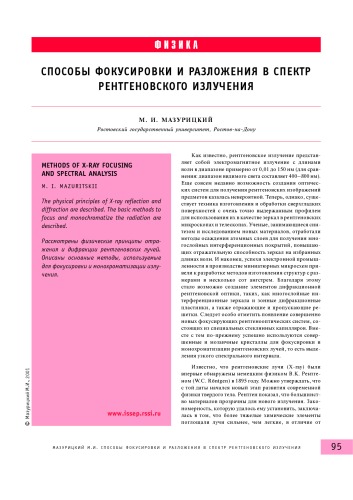 ФИЗИКА
СПОСОБЫ ФОКУСИРОВКИ И РАЗЛОЖЕНИЯ В СПЕКТР
РЕНТГЕНОВСКОГО ИЗЛУЧЕНИЯ
М. И. МАЗУРИЦКИЙ
Ростовский государственный университет, Ростов-на-Дону
METHODS OF X-RAY FOCUSING
AND SPECTRAL ANALYSIS
M. I. MAZURITSKII
The physical principles of X-ray reflection and
diffraction are described. The basic methods to
focus and monochromatize the radiation are
described.
Рассмотрены физические принципы отра-
жения и дифракции рентгеновских лучей.
Описаны основные методы, используемые
для фокусировки и монохроматизации излу-
чения.
© Мазурицкий М.И., 2001
www.issep.rssi.ru
Как известно, рентгеновское излучение представ-
ляет собой электромагнитное излучение с длинами
волн в диапазоне примерно от 0,01 до 150 нм (для срав-
нения: диапазон видимого света составляет 400–800 нм).
Еще совсем недавно возможность создания оптичес-
ких систем для получения рентгеновских изображений
предметов казалась невероятной. Теперь, однако, суще-
ствует техника изготовления и обработки сверхгладких
поверхностей с очень точно выдержанным профилем
для использования их в качестве зеркал в рентгеновских
микроскопах и телескопах. Ученые, занимающиеся син-
тезом и исследованием новых материалов, отработали
методы осаждения атомных слоев для получения мно-
гослойных интерференционных покрытий, повышаю-
щих отражательную способность зеркал на избранных
длинах волн. И наконец, успехи электронной промыш-
ленности в производстве миниатюрных микросхем при-
вели к разработке методов изготовления структур с раз-
мерами в несколько сот ангстрем. Благодаря этому
стало возможно создание элементов дифракционной
рентгеновской оптики, таких, как многослойные ин-
терференционные зеркала и зонные дифракционные
пластинки, а также отражающие и пропускающие ре-
шетки. Следует особо отметить появление совершенно
новых фокусирующих рентгенооптических систем, со-
стоящих из специальных стеклянных капилляров. Вме-
сте с тем по-прежнему успешно используются совер-
шенные и мозаичные кристаллы для фокусировки и
монохроматизации рентгеновских лучей, то есть выде-
ления узкого спектрального интервала.
Известно, что рентгеновские лучи (X-ray) были
впервые обнаружены немецким физиком В.К. Рентге-
ном (W.C. Röntgen) в 1895 году. Можно утверждать, что
с той даты начался новый этап развития современной
физики твердого тела. Рентген показал, что большинст-
во материалов прозрачны для нового излучения. Зако-
номерность, которую удалось ему установить, заключа-
лась в том, что более тяжелые химические элементы
поглощали лучи сильнее, чем легкие, в отличие от
МАЗУРИЦКИЙ М.И. СПОСОБЫ ФОКУСИРОВКИ И РАЗЛОЖЕНИЯ В СПЕКТР РЕНТГЕНОВСКОГО ИЗЛУЧЕНИЯ
95